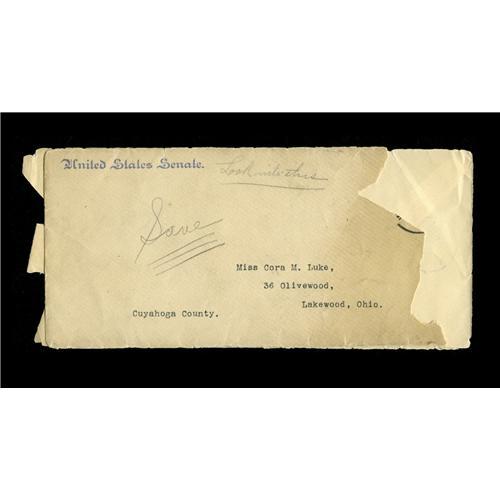 United States Senate.
Look into this
Save
Miss Cora M. Luke,
36 Olivewood,
Lakewood, Ohio.
Cuyahoga County.